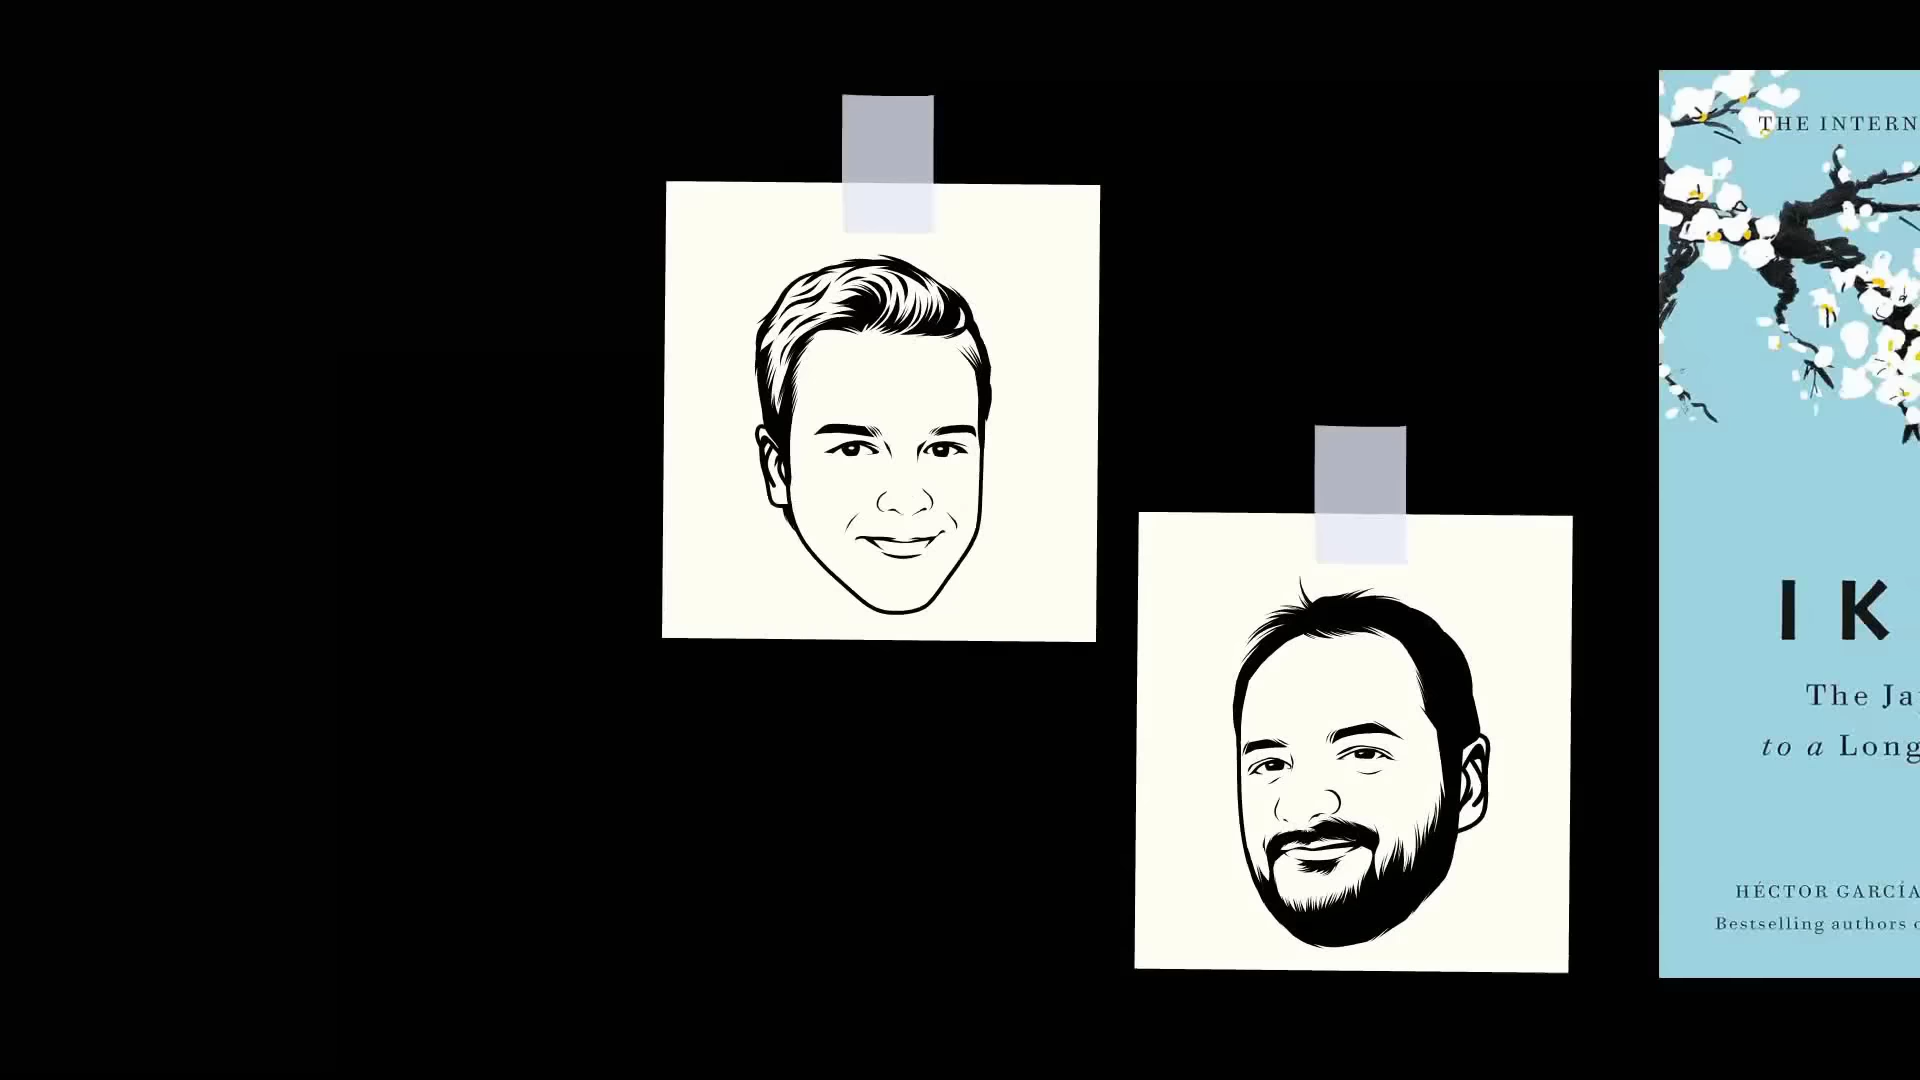 THE INTERN
I K
The Ja
to a Long
HÉCTOR GARCÍA
Bestselling authors o